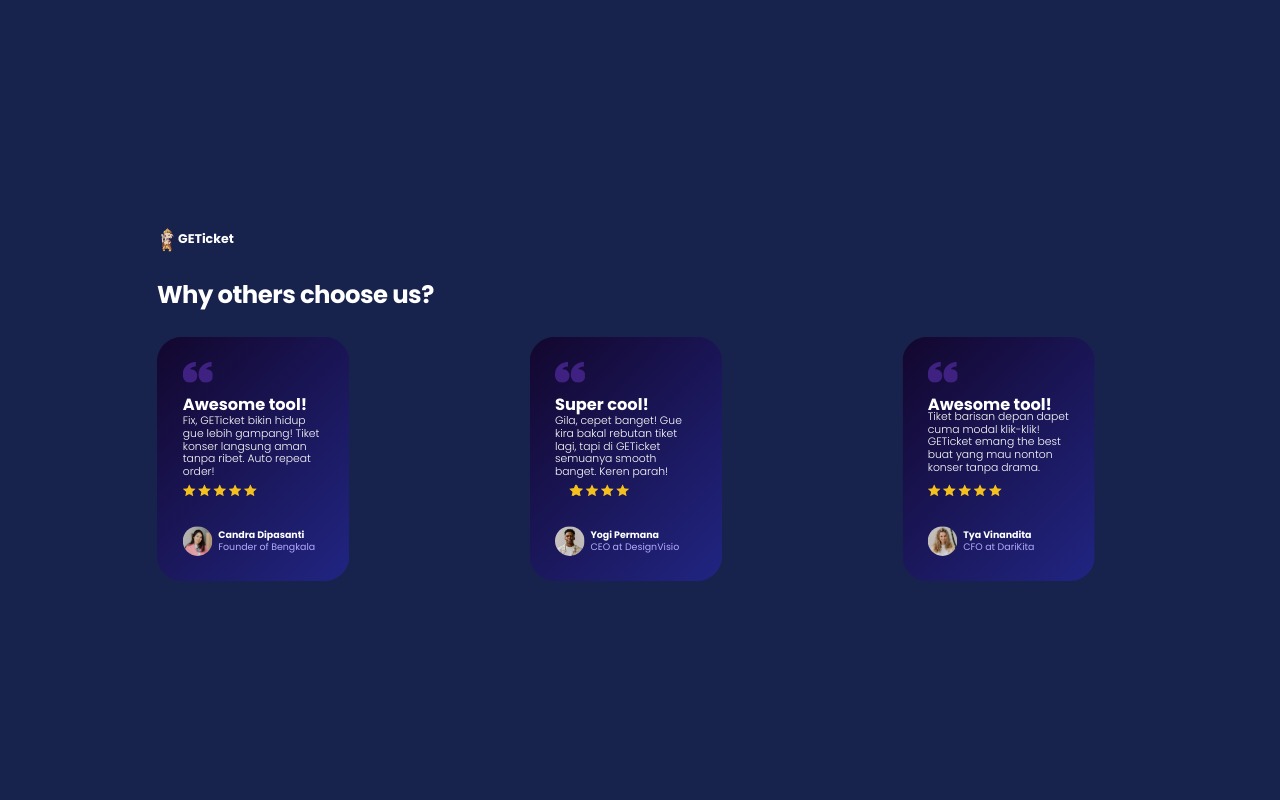 GETicket
Why others choose us?
Awesome tool!
Fix, GETicket bikin hidup
gue lebih gampang! Tiket
konser langsung aman
tanpa ribet. Auto repeat
order!
Candra Dipasanti
Founder of Bengkala
Super cool!
Gila, cepet banget! Gue
kira bakal rebutan tiket
lagi, tapi di GETicket
semuanya smooth
banget. Keren parah!
Yogi Permana
CEO at DesignVisio
Awesome tool!
Tiket barisan depan dapet
cuma modal klik-klik!
GETicket emang the best
buat yang mau nonton
konser tanpa drama.
Tya Vinandita
CFO at DariKita